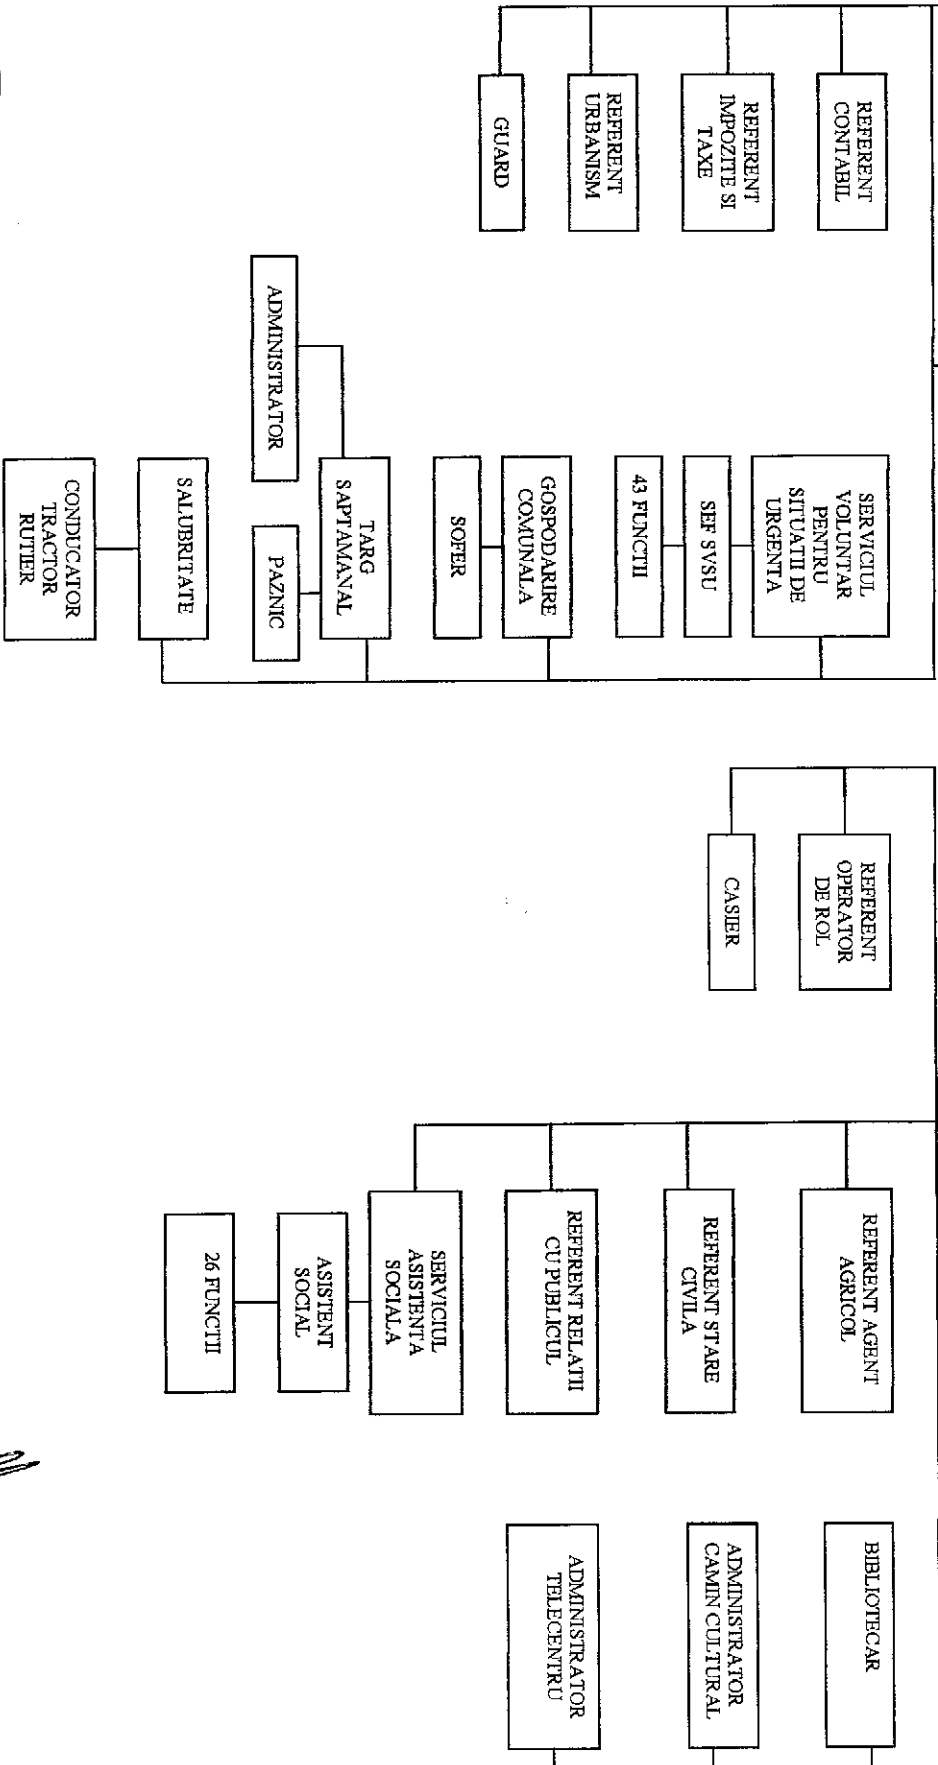 REFERENT
CONTABIL
REFERENT
IMPOZITE SI
TAXE
REFERENT
URBANISM
GUARD
SERVICIUL
VOLUNTAR
PENTRU
SITUATII DE
URGENTA
SEF SVSU
43 FUNCTII
GOSPODARIRE
COMUNALA
SOFER
TARG
SAPTAMANAL
ADMINISTRATOR
PAZNIC
SALUBRITATE
CONDUCATOR
TRACTOR
RUTIER
REFERENT
OPERATOR
DE ROL
CASIER
REFERENT AGENT
AGRICOL
REFERENT STARE
CIVILA
REFERENT RELATII
CU PUBLICUL
SERVICIUL
ASISTENTA
SOCIALA
ASISTENT
SOCIAL
26 FUNCTII
BIBLIOTECAR
ADMINISTRATOR
CAMIN CULTURAL
ADMINISTRATOR
TELECENTRU